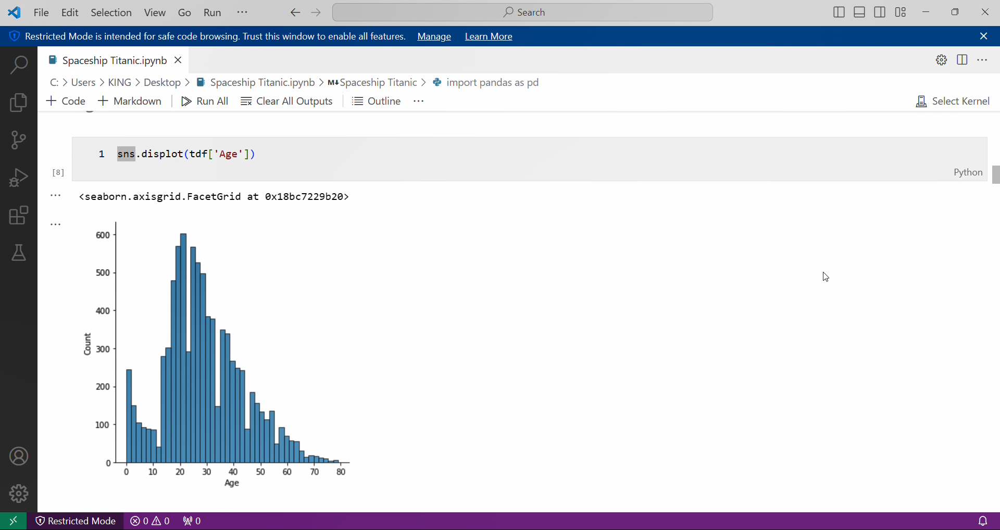 File Edit Selection View Go Run ··· Search
Restricted Mode is intended for safe code browsing. Trust this window to enable all features. Manage Learn More
Spaceship Titanic.ipynb
C: > Users > KING > Desktop > Spaceship Titanic.ipynb > M↓Spaceship Titanic > import pandas as pd
+ Code + Markdown Run All Clear All Outputs Outline ··· Select Kernel
1 sns.displot(tdf['Age'])
[8] Python
<seaborn.axisgrid.FacetGrid at 0x18bc7229b20>
600
500
400
Count
300
200
100
0
0 10 20 30 40 50 60 70 80
Age
Restricted Mode 0 0 0